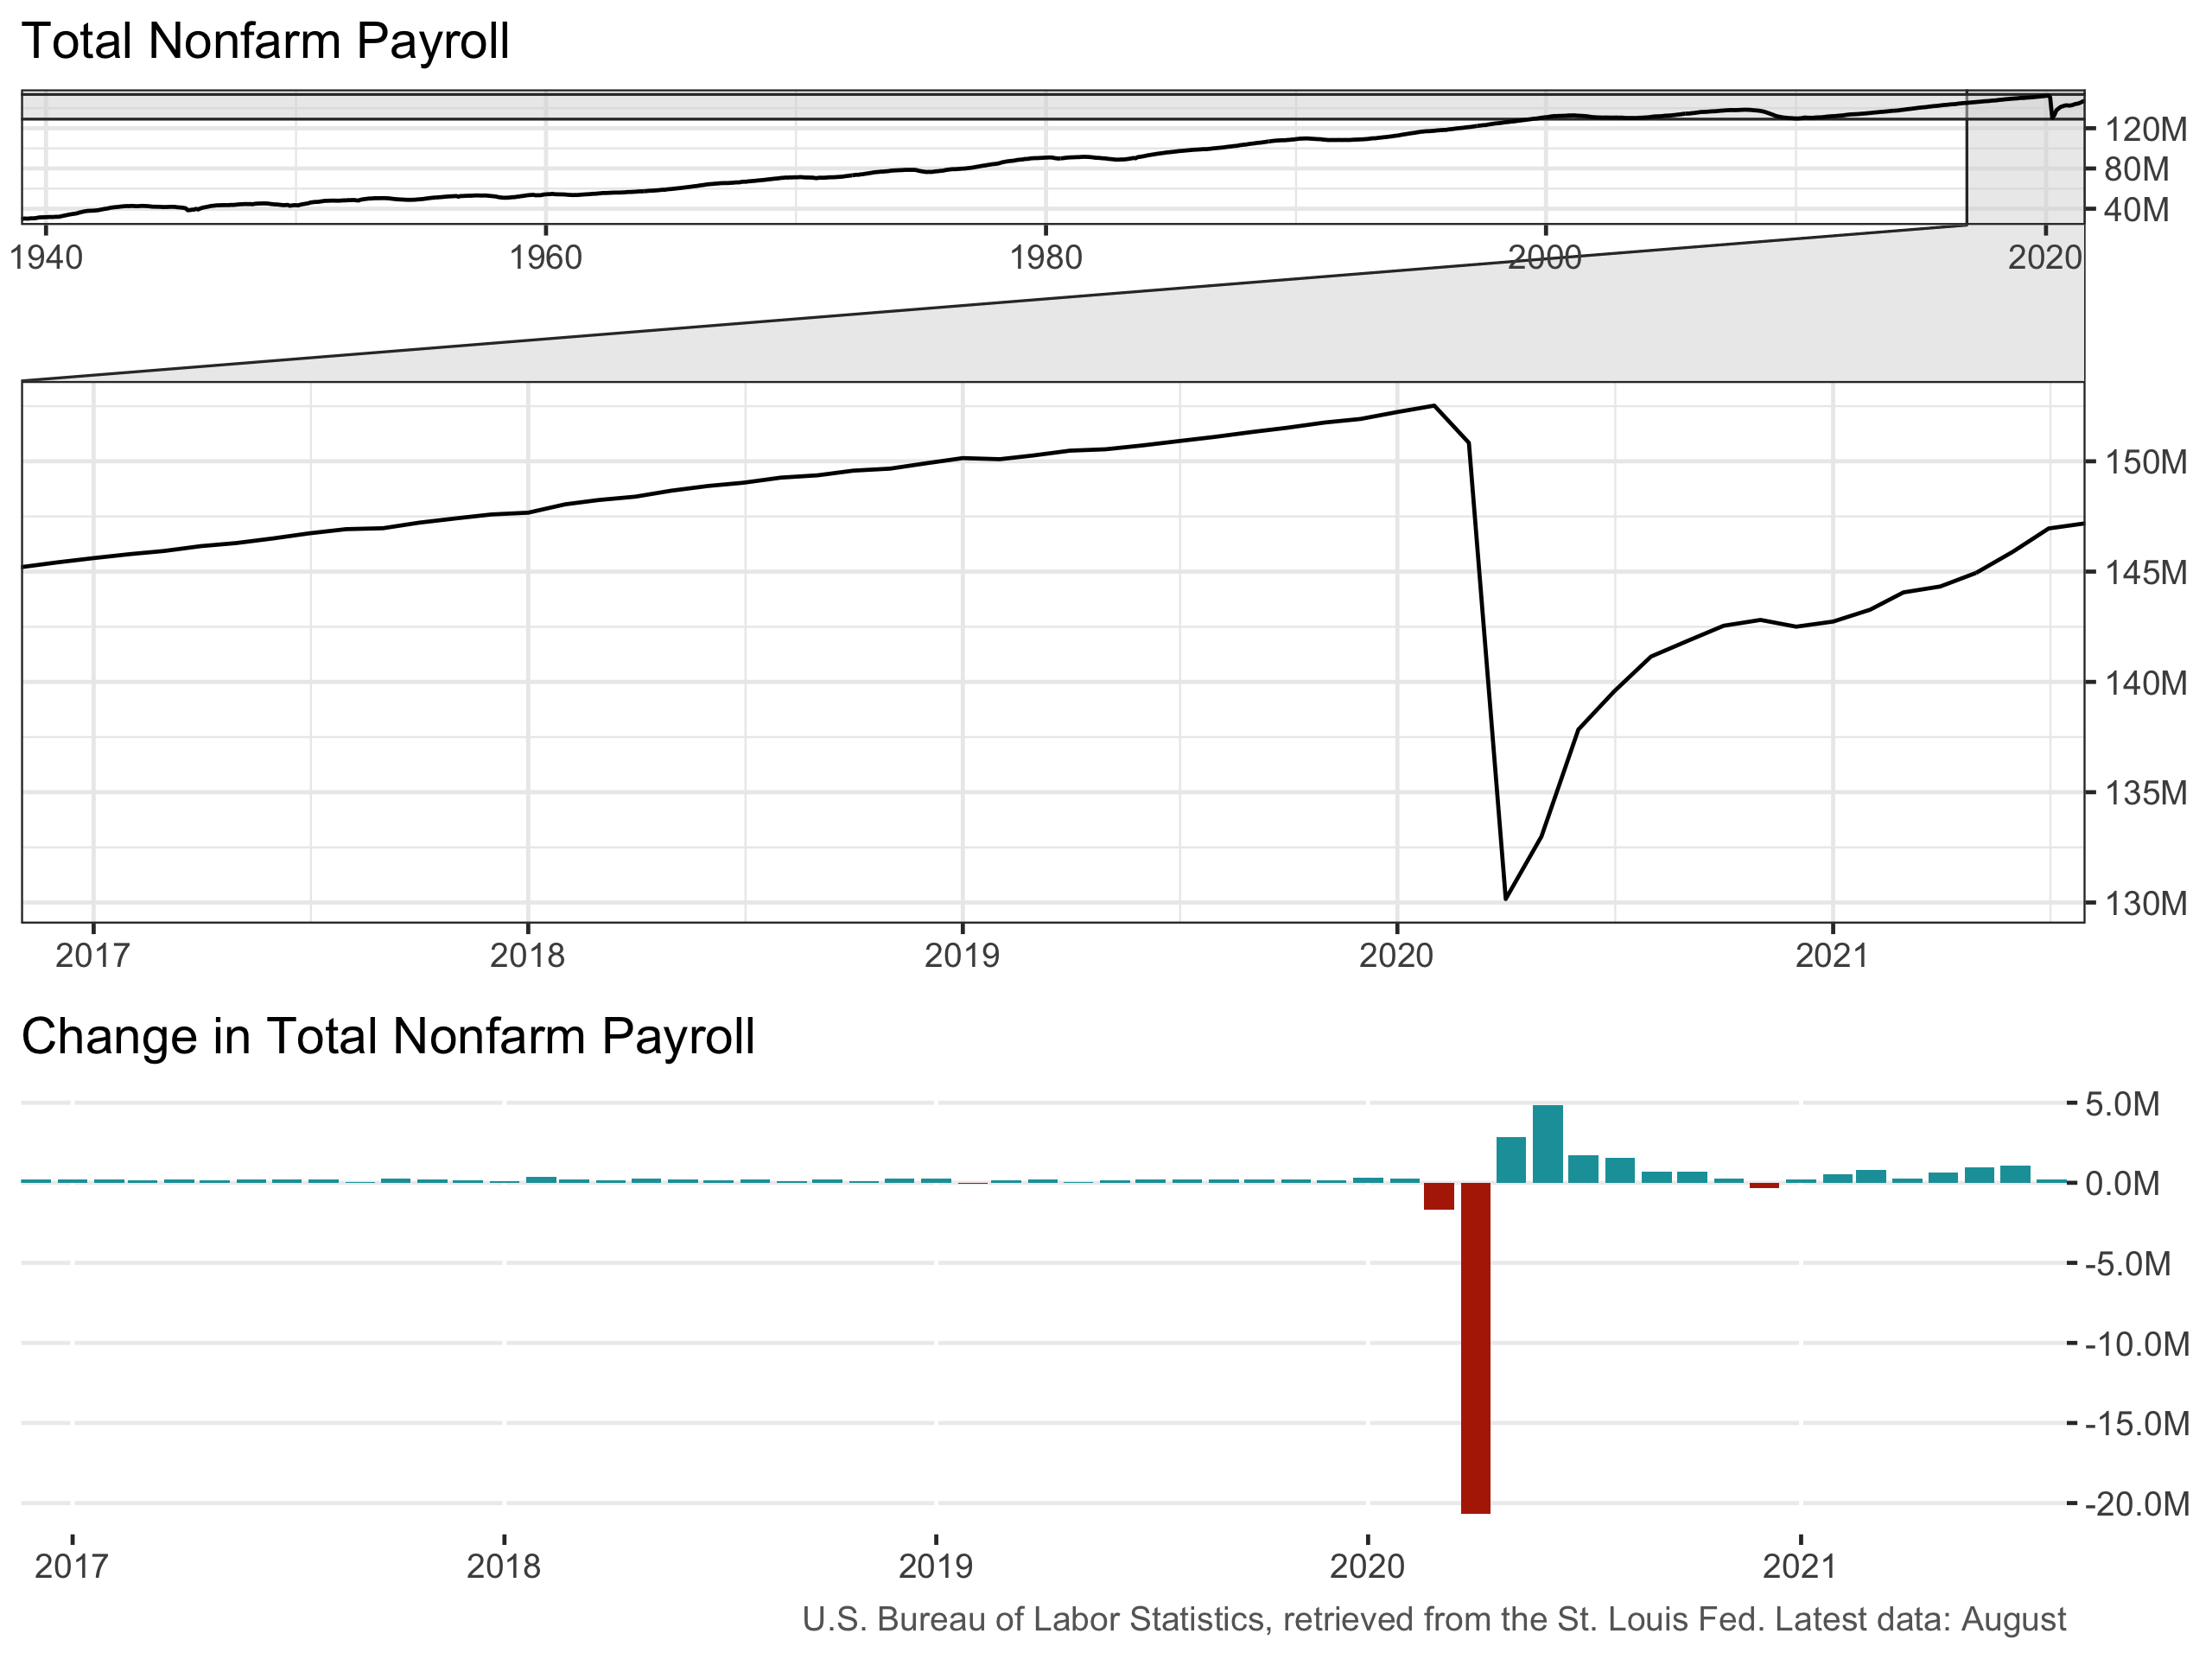 Total Nonfarm Payroll
120M
80M
40M
1940 1960 1980 2000 2020
150M
145M
140M
135M
130M
2017 2018 2019 2020 2021
Change in Total Nonfarm Payroll
5.0M
0.0M
-5.0M
-10.0M
-15.0M
-20.0M
2017 2018 2019 2020 2021
U.S. Bureau of Labor Statistics, retrieved from the St. Louis Fed. Latest data: August